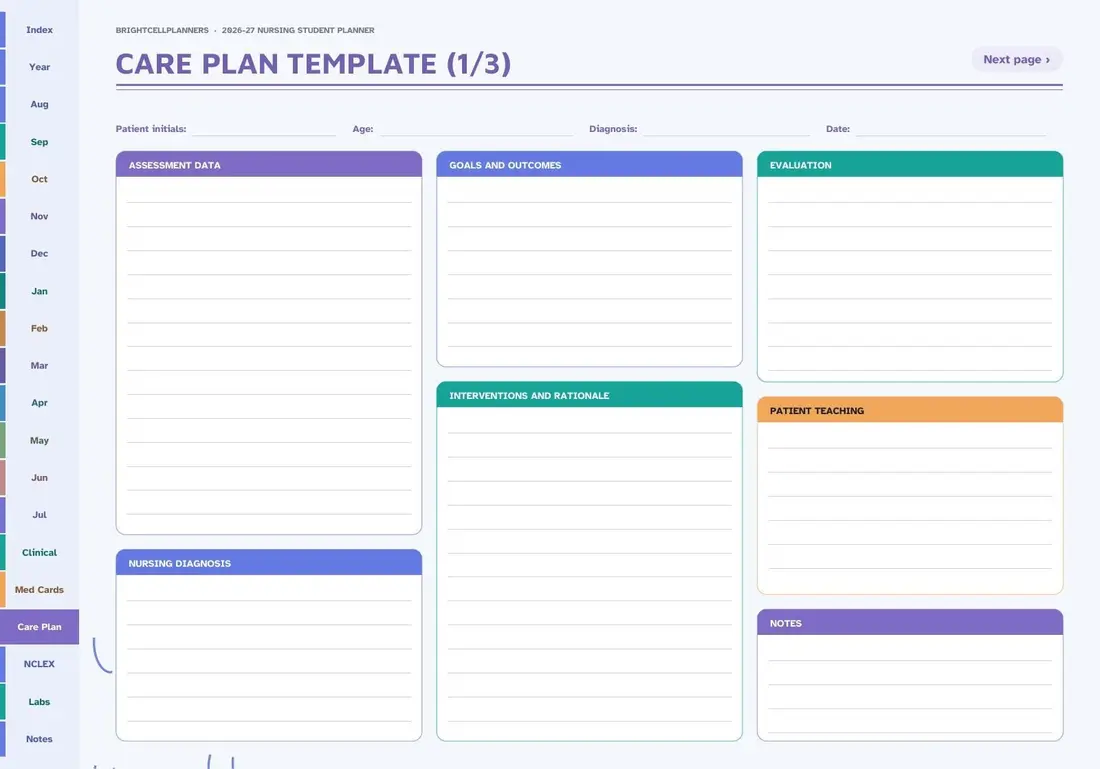 BRIGHTCELLPLANNERS · 2026-27 NURSING STUDENT PLANNER
CARE PLAN TEMPLATE (1/3)
Next page ›
Index
Year
Aug
Sep
Oct
Nov
Dec
Jan
Feb
Mar
Apr
May
Jun
Jul
Clinical
Med Cards
Care Plan
NCLEX
Labs
Notes
Patient initials:
Age:
Diagnosis:
Date:
ASSESSMENT DATA
NURSING DIAGNOSIS
GOALS AND OUTCOMES
INTERVENTIONS AND RATIONALE
EVALUATION
PATIENT TEACHING
NOTES